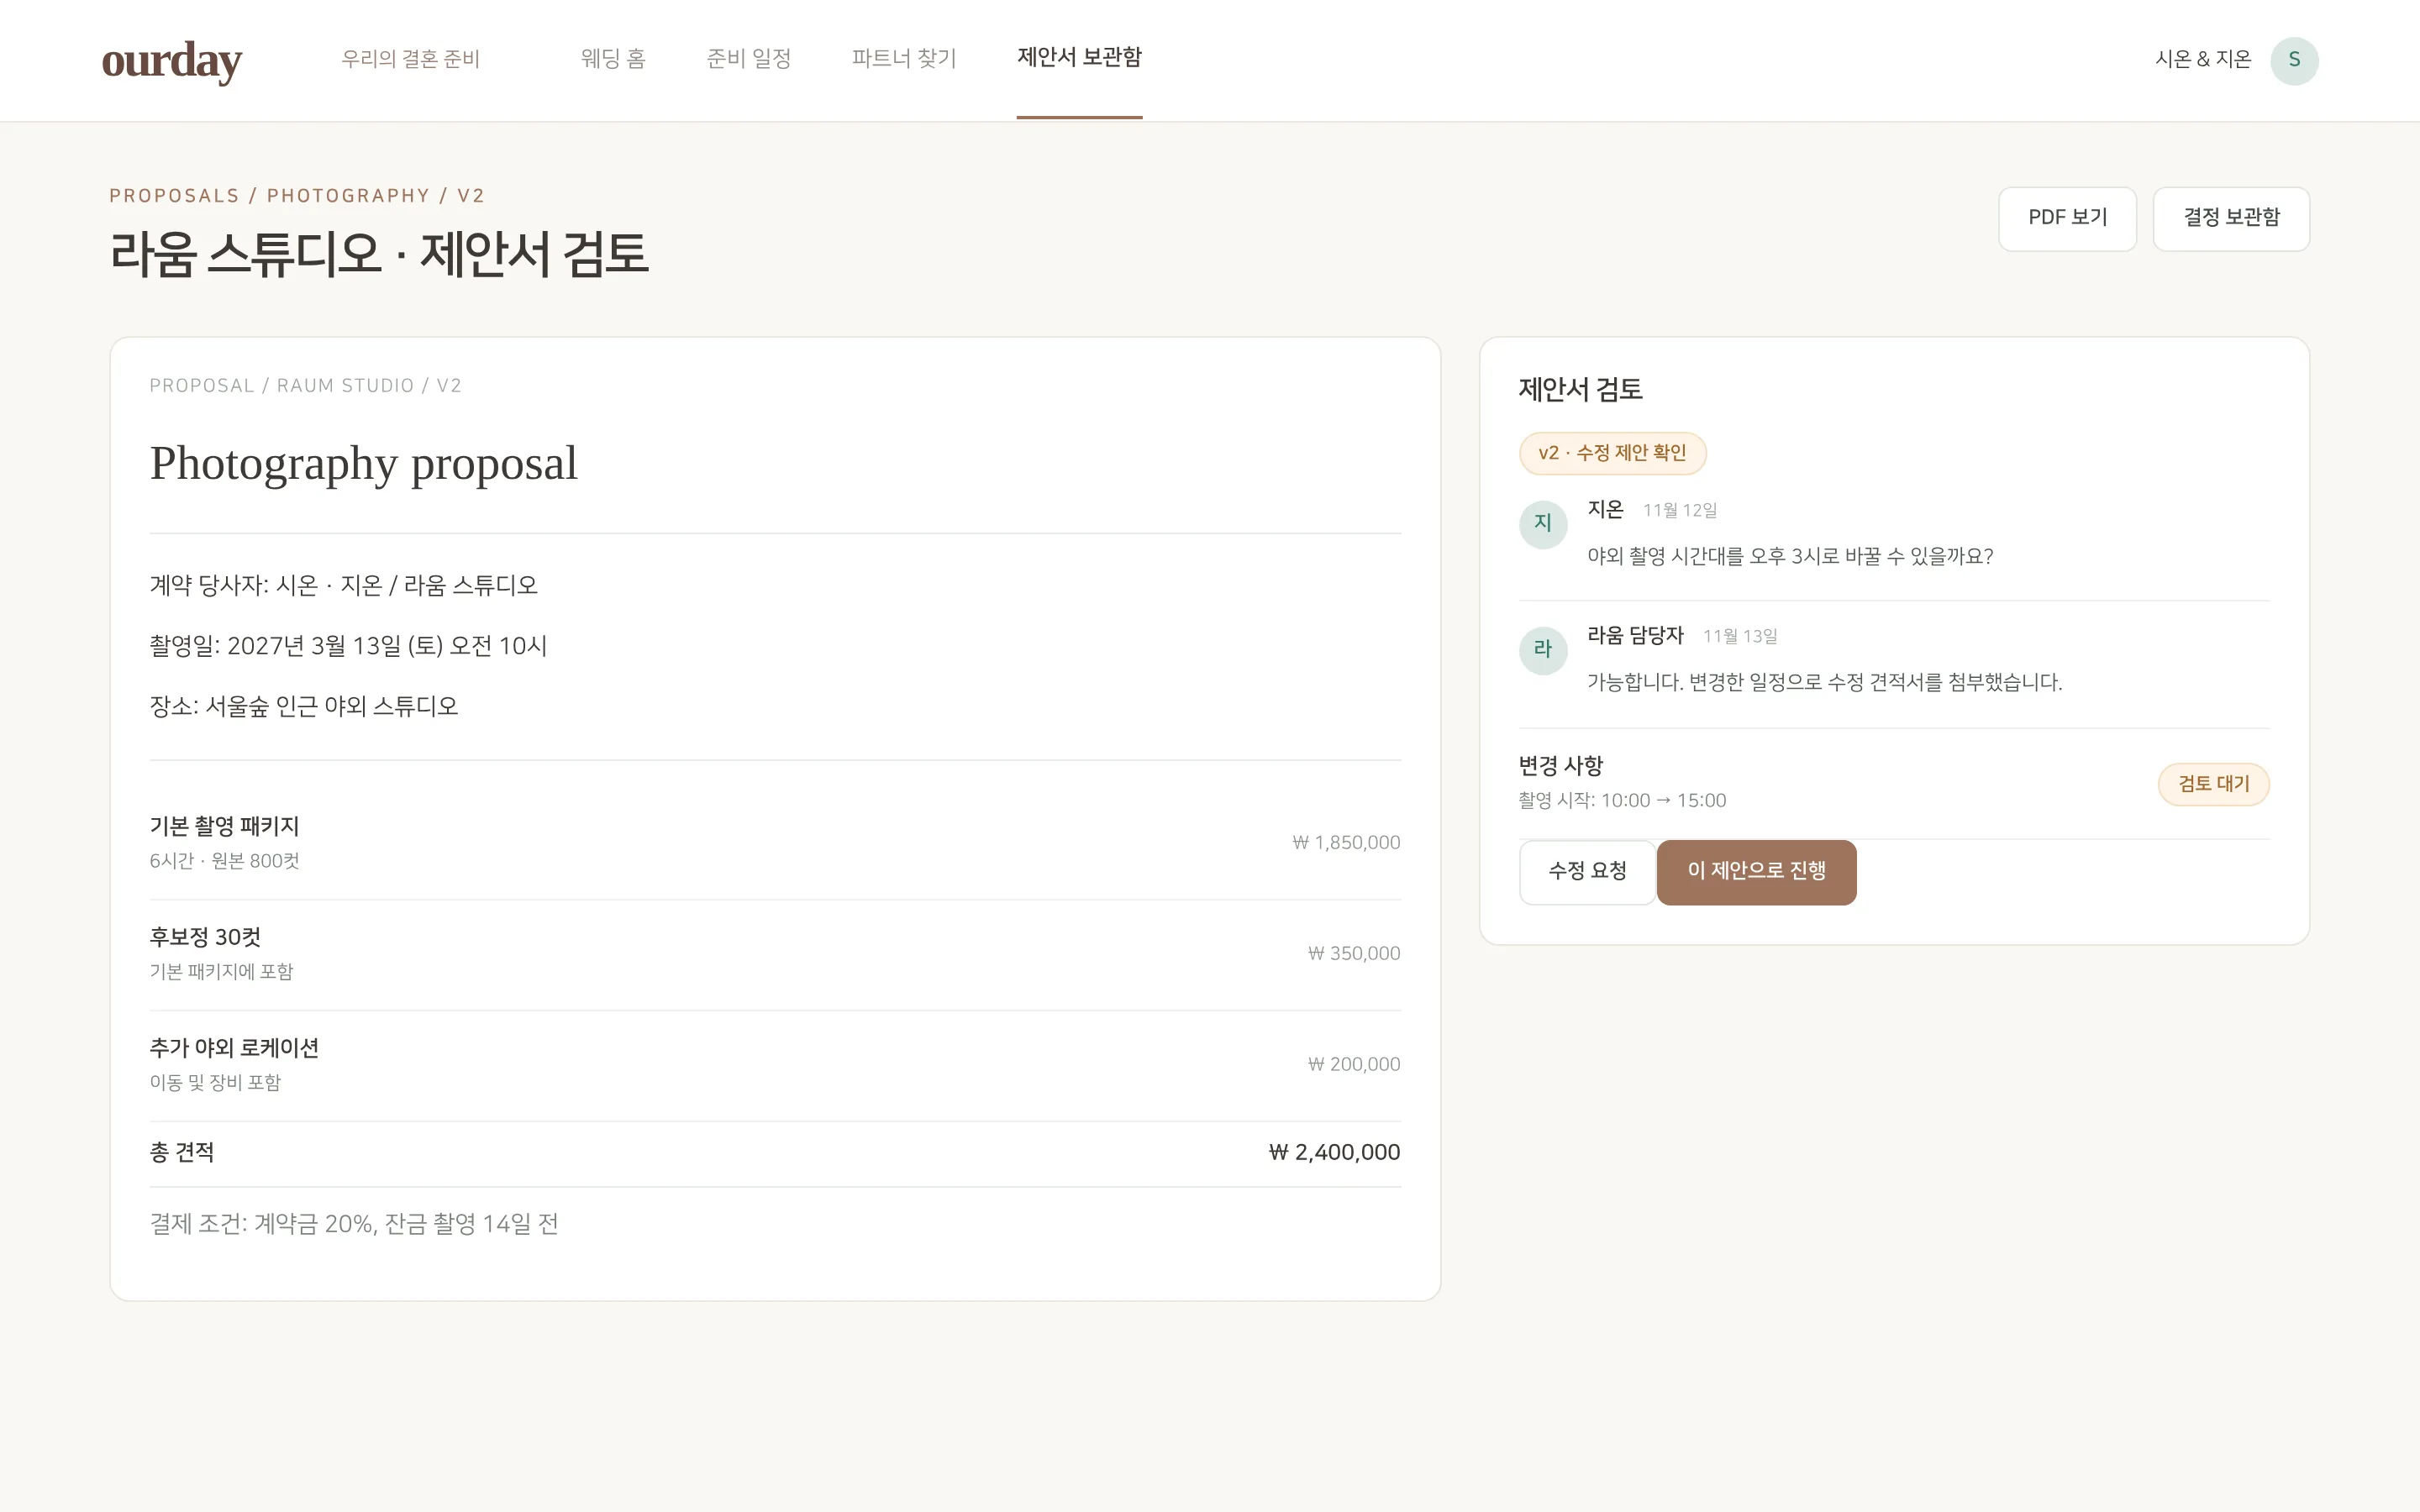 ourday
우리의 결혼 준비
웨딩 홈
준비 일정
파트너 찾기
제안서 보관함
시온 & 지온
S
PROPOSALS / PHOTOGRAPHY / V2
라움 스튜디오 · 제안서 검토
PDF 보기
결정 보관함
PROPOSAL / RAUM STUDIO / V2
Photography proposal
계약 당사자: 시온 · 지온 / 라움 스튜디오
촬영일: 2027년 3월 13일 (토) 오전 10시
장소: 서울숲 인근 야외 스튜디오
기본 촬영 패키지
6시간 · 원본 800컷
₩ 1,850,000
후보정 30컷
기본 패키지에 포함
₩ 350,000
추가 야외 로케이션
이동 및 장비 포함
₩ 200,000
총 견적
₩ 2,400,000
결제 조건: 계약금 20%, 잔금 촬영 14일 전
제안서 검토
v2 · 수정 제안 확인
지
지온 11월 12일
야외 촬영 시간대를 오후 3시로 바꿀 수 있을까요?
라
라움 담당자 11월 13일
가능합니다. 변경한 일정으로 수정 견적서를 첨부했습니다.
변경 사항
촬영 시작: 10:00 → 15:00
검토 대기
수정 요청
이 제안으로 진행